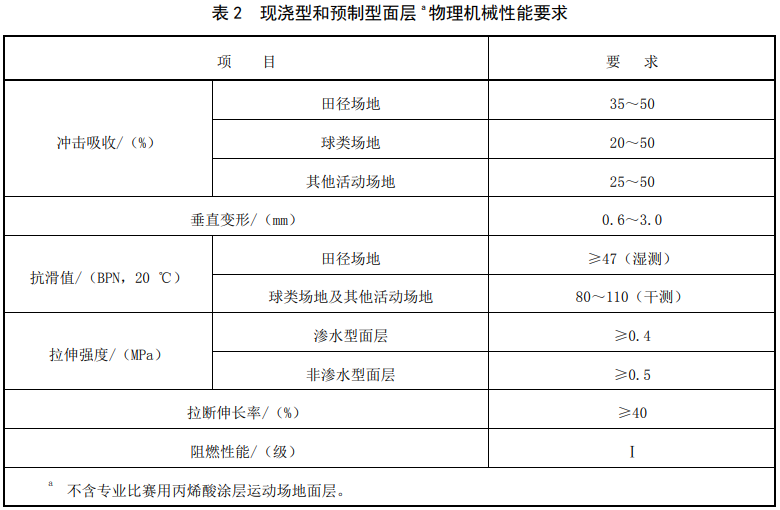 表 2 现浇型和预制型面层 a 物理机械性能要求
项 目 要 求
冲击吸收/（%） 田径场地 35～50
球类场地 20～50
其他活动场地 25～50
垂直变形/（mm） 0.6～3.0
抗滑值/（BPN，20 ℃） 田径场地 ≥47（湿测）
球类场地及其他活动场地 80～110（干测）
拉伸强度/（MPa） 渗水型面层 ≥0.4
非渗水型面层 ≥0.5
拉断伸长率/（%） ≥40
阻燃性能/（级） Ⅰ
a 不含专业比赛用丙烯酸涂层运动场地面层。